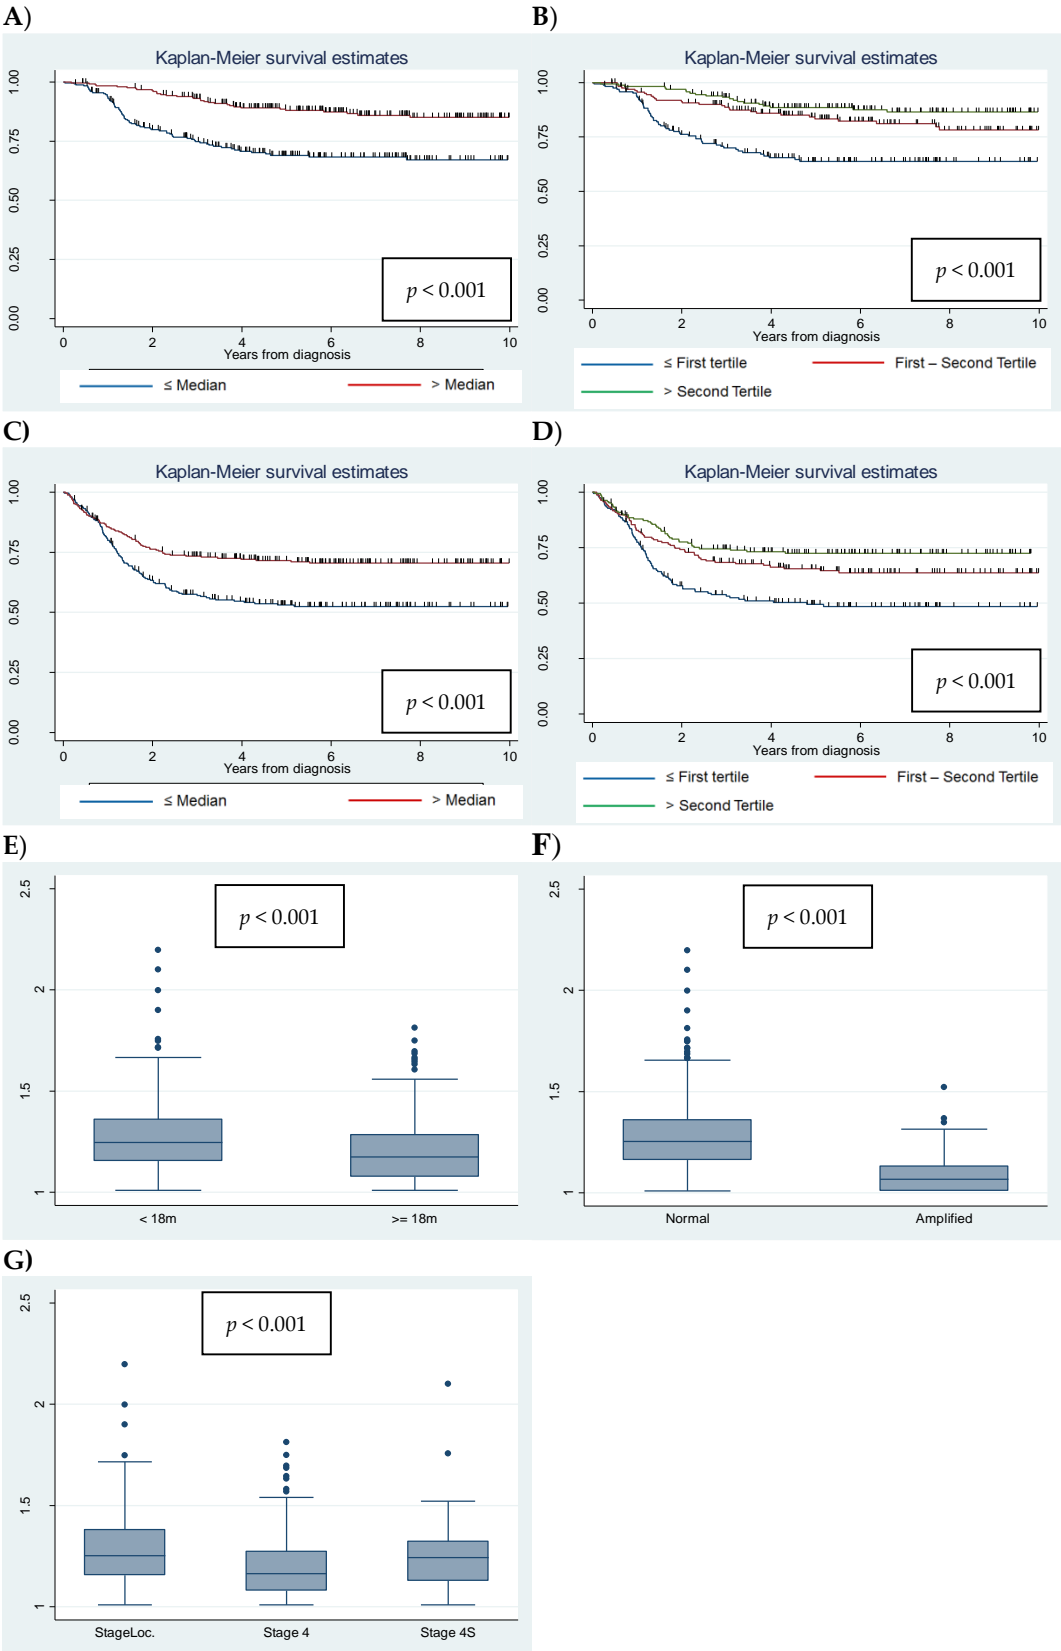 A)
Kaplan-Meier survival estimates
1.00
0.75
0.50
0.25
0.00
p < 0.001
0 2 4 6 8 10
Years from diagnosis
≤ Median > Median
B)
Kaplan-Meier survival estimates
1.00
0.75
0.50
0.25
0.00
p < 0.001
0 2 4 6 8 10
Years from diagnosis
≤ First tertile First – Second Tertile
> Second Tertile
C)
Kaplan-Meier survival estimates
1.00
0.75
0.50
0.25
0.00
p < 0.001
0 2 4 6 8 10
Years from diagnosis
≤ Median > Median
D)
Kaplan-Meier survival estimates
1.00
0.75
0.50
0.25
0.00
p < 0.001
0 2 4 6 8 10
Years from diagnosis
≤ First tertile First – Second Tertile
> Second Tertile
E)
2.5
p < 0.001
2
1.5
1
< 18m >= 18m
F)
2.5
p < 0.001
2
1.5
1
Normal Amplified
G)
2.5
p < 0.001
2
1.5
1
StageLoc. Stage 4 Stage 4S